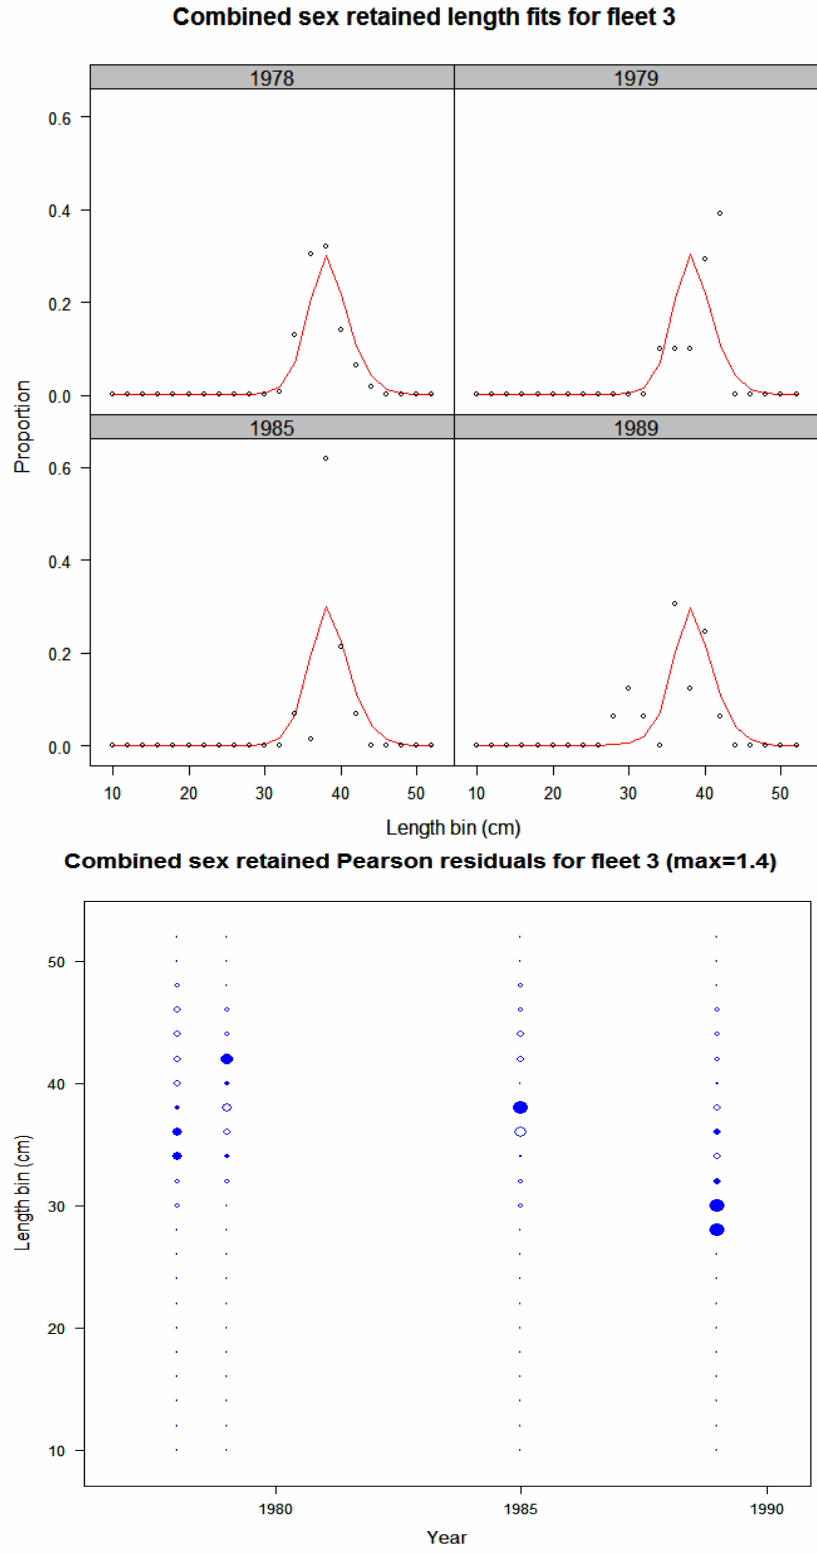 Combined sex retained length fits for fleet 3
1978 1979
0.6
0.4
0.2
0.0
Proportion
1985 1989
0.6
0.4
0.2
0.0
10 20 30 40 50 10 20 30 40 50
Length bin (cm)
Combined sex retained Pearson residuals for fleet 3 (max=1.4)
50
40
30
20
10
Length bin (cm)
1980 1985 1990
Year